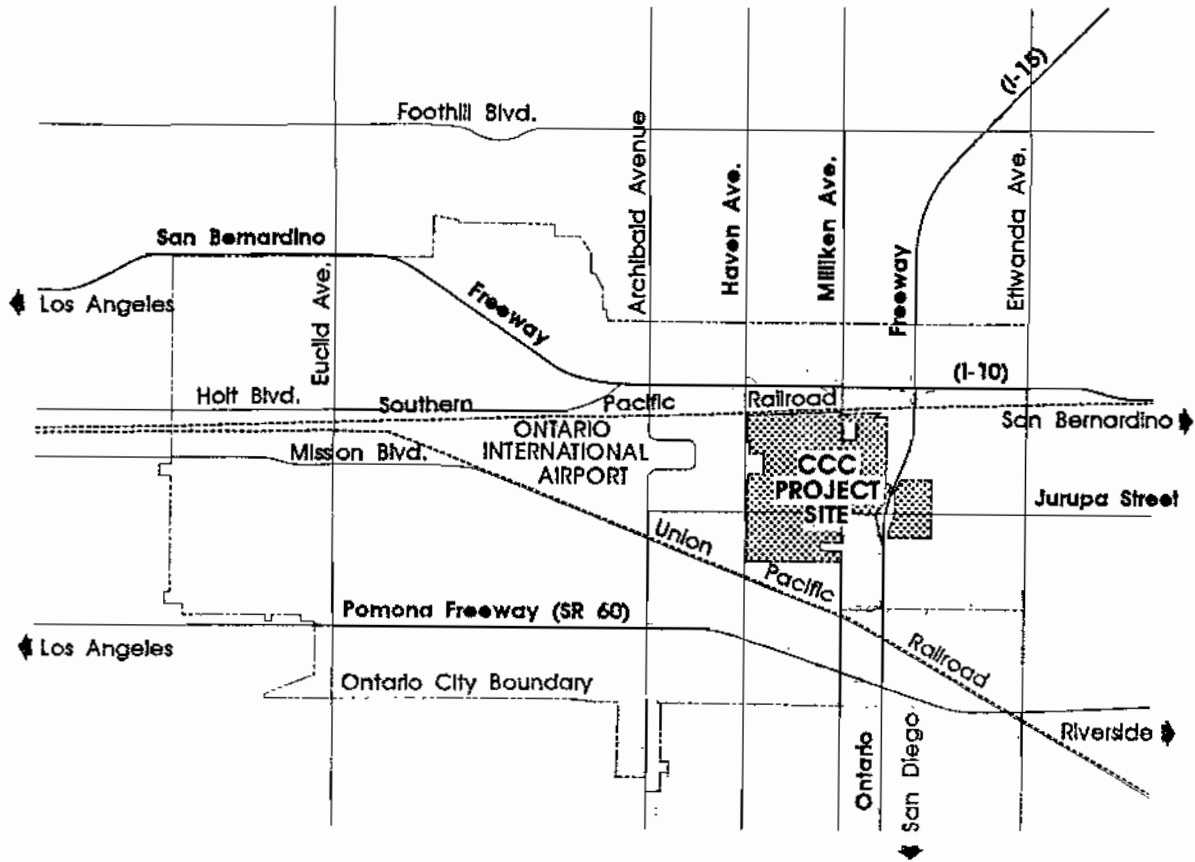 (I-15)
Foothill Blvd.
Archibald Avenue
Haven Ave.
Milliken Ave.
Etiwanda Ave.
San Bernardino
Freeway
Euclid Ave.
Los Angeles
Freeway
(I-10)
Holt Blvd.
Southern
Pacific
Railroad
San Bernardino
ONTARIO
INTERNATIONAL
AIRPORT
Mission Blvd.
CCC
PROJECT
SITE
Jurupa Street
Union
Pacific
Railroad
Pomona Freeway (SR 60)
Los Angeles
Ontario City Boundary
Riverside
Ontario
San Diego